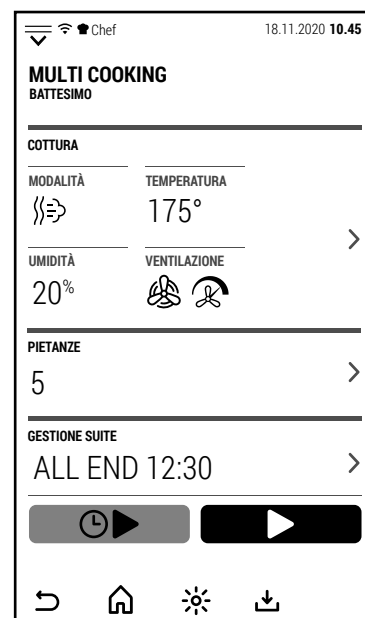 Chef 18.11.2020 10.45
MULTI COOKING
BATTESIMO
COTTURA
MODALITÀ TEMPERATURA
175°
UMIDITÀ VENTILAZIONE
20%
PIETANZE
5
GESTIONE SUITE
ALL END 12:30